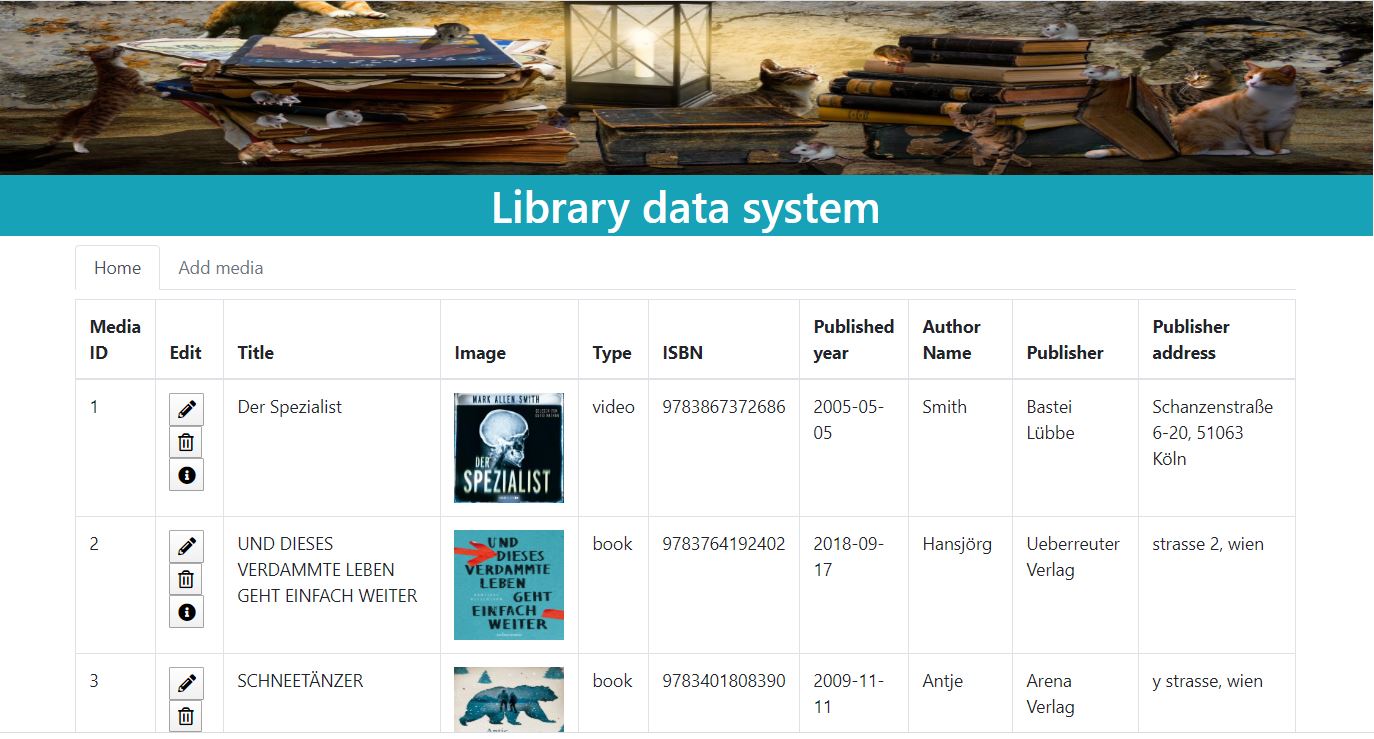 Library data system
Home Add media
Media ID Edit Title Image Type ISBN Published year Author Name Publisher Publisher address
1
Der Spezialist
MARK ALLEN SMITH
DER
SPEZIALIST
video
9783867372686
2005-05-
05
Smith
Bastei
Lübbe
Schanzenstraße
6-20, 51063
Köln
2
UND DIESES
VERDAMMTE LEBEN
GEHT EINFACH WEITER
UND
DIESES
VERDAMMTE
LEBEN
GEHT
EINFACH
WEITER
book
9783764192402
2018-09-
17
Hansjörg
Ueberreuter
Verlag
strasse 2, wien
3
SCHNEETÄNZER
Antje
book
9783401808390
2009-11-
11
Antje
Arena
Verlag
y strasse, wien